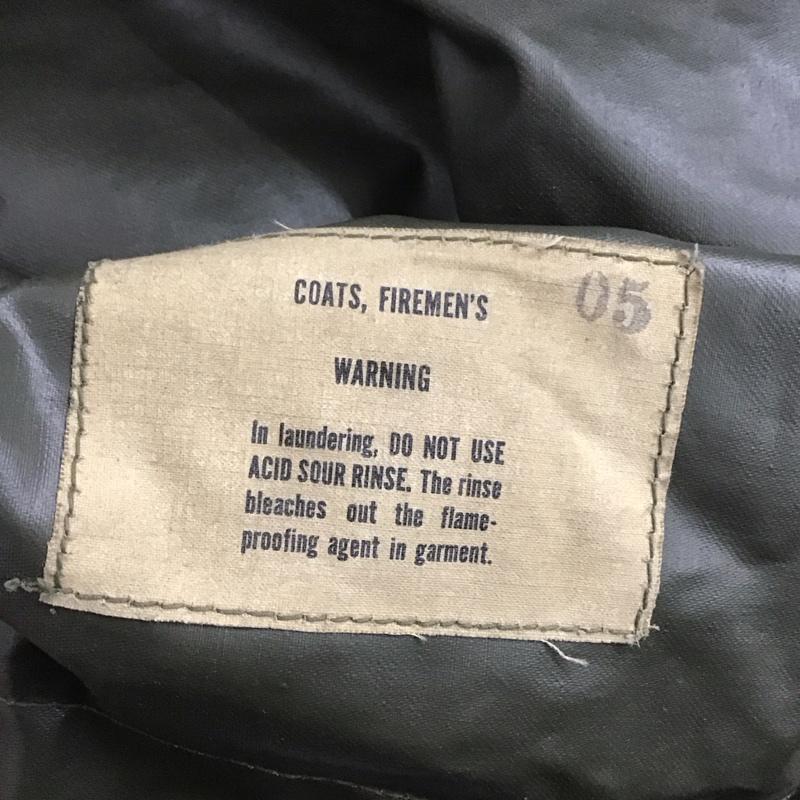 COATS, FIREMEN'S
05
WARNING
In laundering, DO NOT USE
ACID SOUR RINSE. The rinse
bleaches out the flame-
proofing agent in garment.